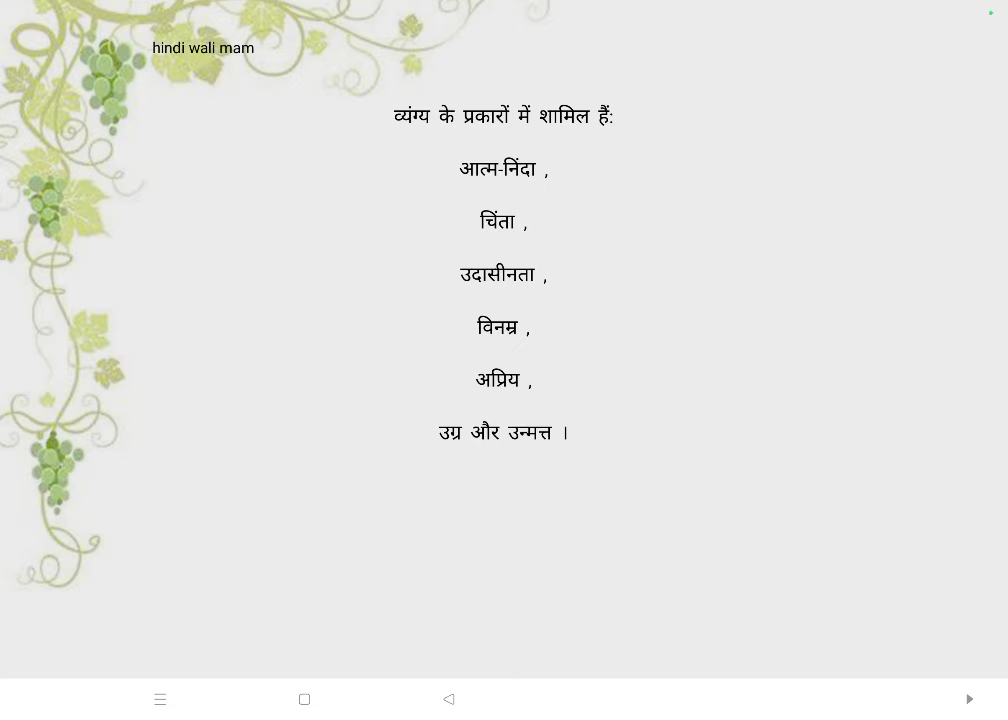 hindi wali mam
व्यंग्य के प्रकारों में शामिल हैं:
आत्म-निंदा ,
चिंता ,
उदासीनता ,
विनम्र ,
अप्रिय ,
उग्र और उन्मत्त ।